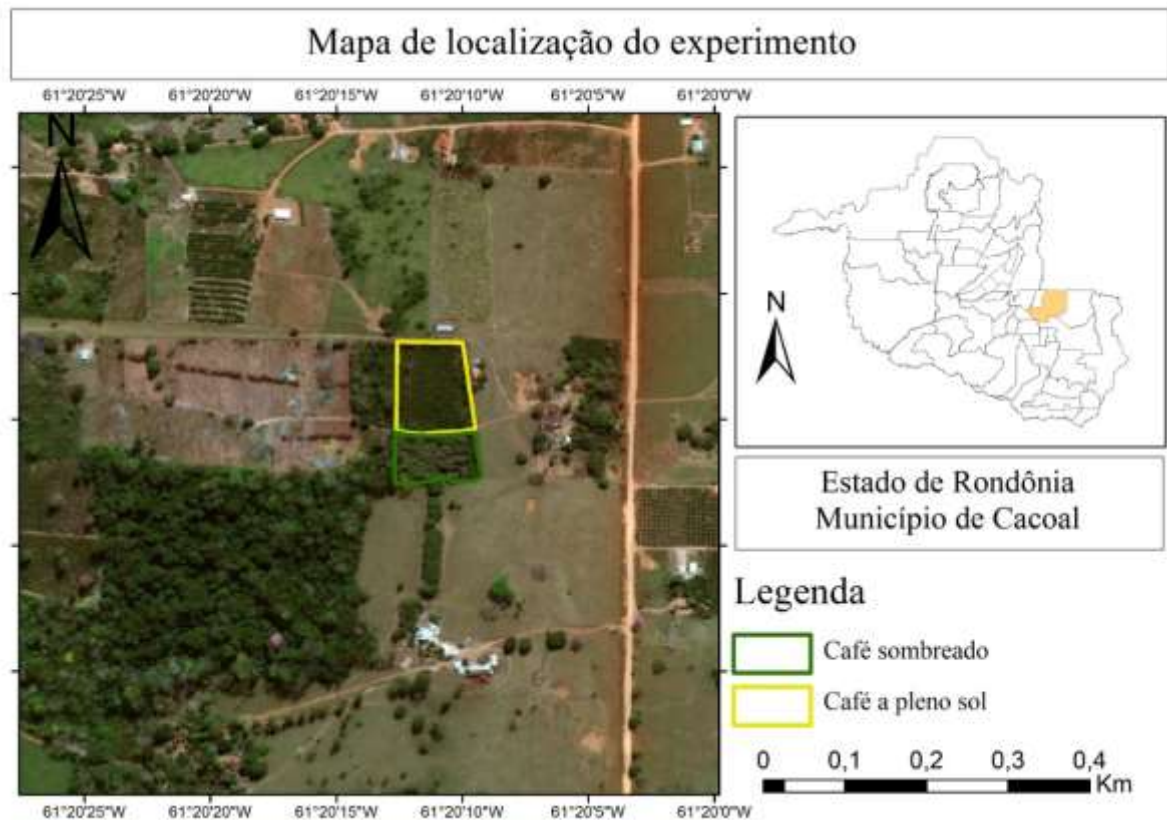 Mapa de localização do experimento
61°20'25"W 61°20'20"W 61°20'15"W 61°20'10"W 61°20'5"W 61°20'0"W
N
N
Estado de Rondônia
Município de Cacoal
Legenda
Café sombreado
Café a pleno sol
0 0,1 0,2 0,3 0,4
Km
61°20'25"W 61°20'20"W 61°20'15"W 61°20'10"W 61°20'5"W 61°20'0"W